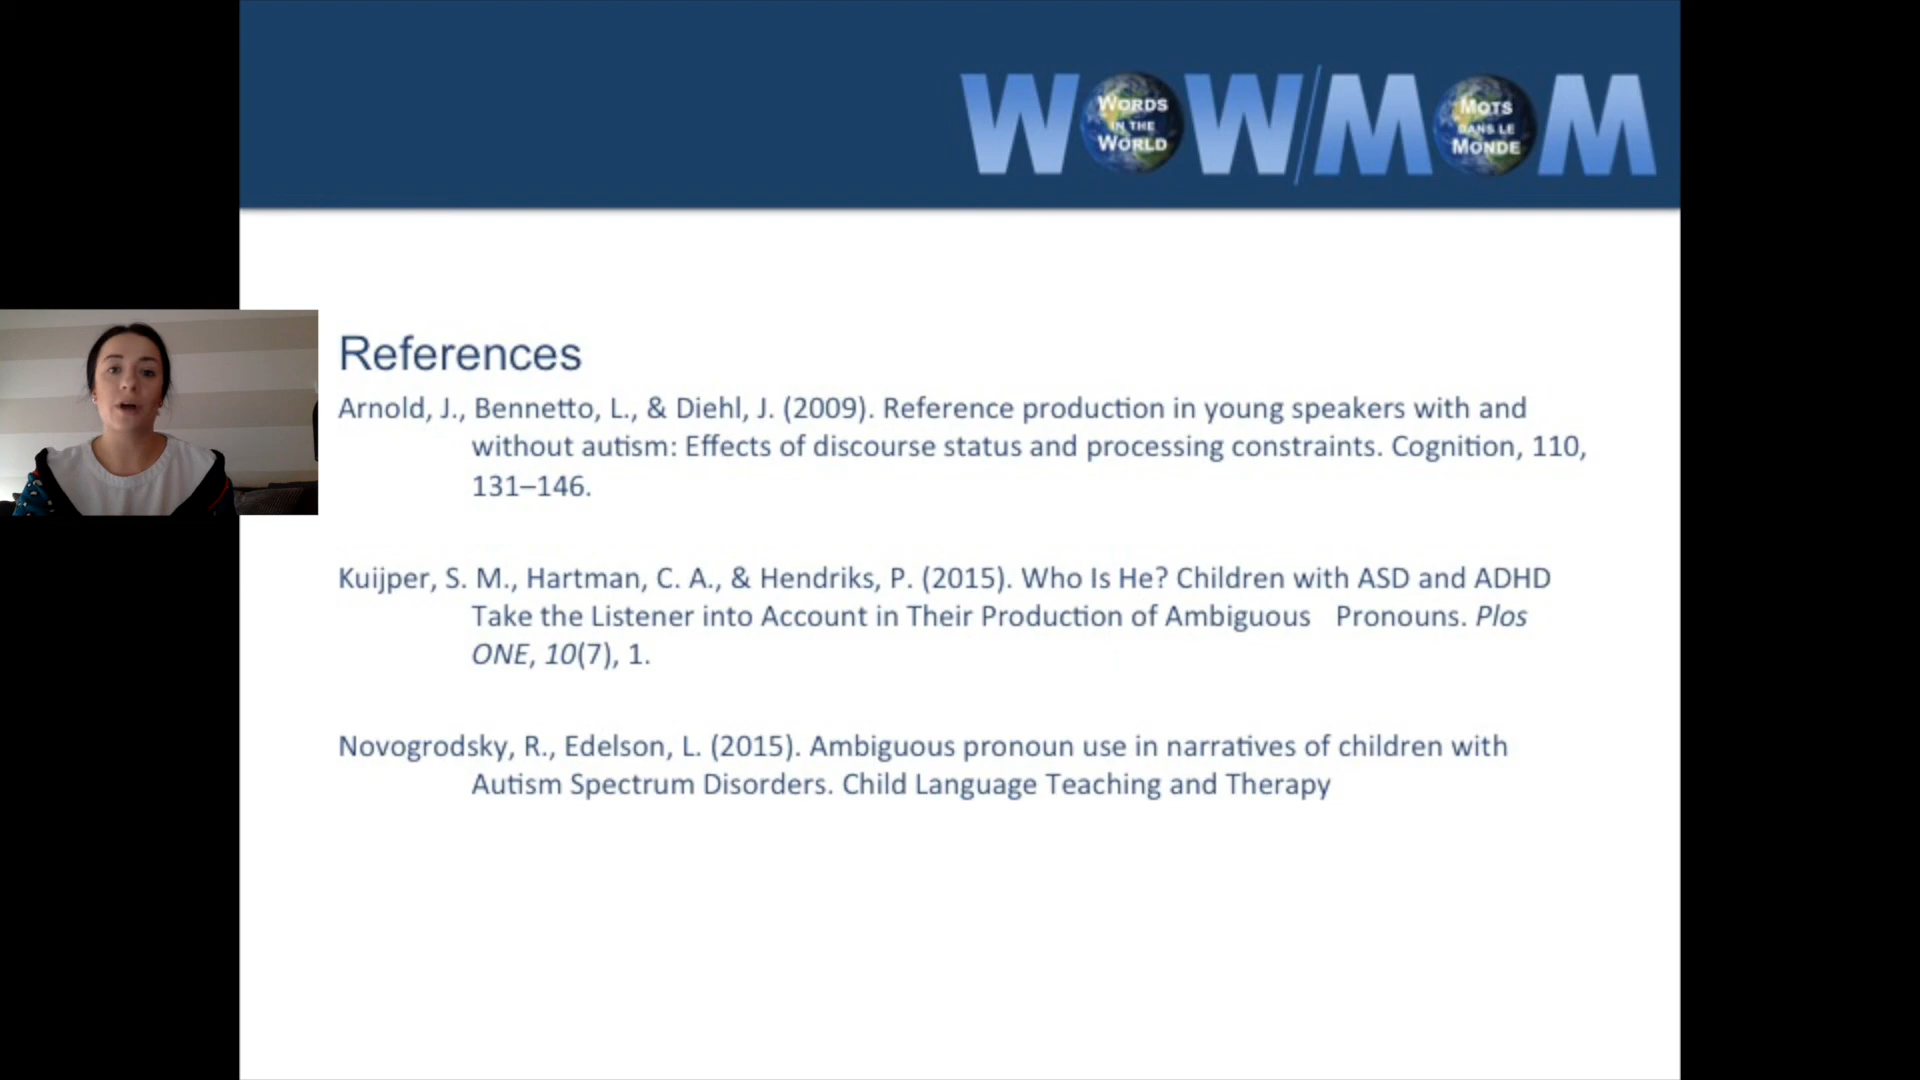 WOW/MOM
WORDS
IN THE
WORLD
MOTS
DANS LE
MONDE
References
Arnold, J., Bennetto, L., & Diehl, J. (2009). Reference production in young speakers with and
without autism: Effects of discourse status and processing constraints. Cognition, 110,
131–146.
Kuijper, S. M., Hartman, C. A., & Hendriks, P. (2015). Who Is He? Children with ASD and ADHD
Take the Listener into Account in Their Production of Ambiguous Pronouns. Plos
ONE, 10(7), 1.
Novogrodsky, R., Edelson, L. (2015). Ambiguous pronoun use in narratives of children with
Autism Spectrum Disorders. Child Language Teaching and Therapy